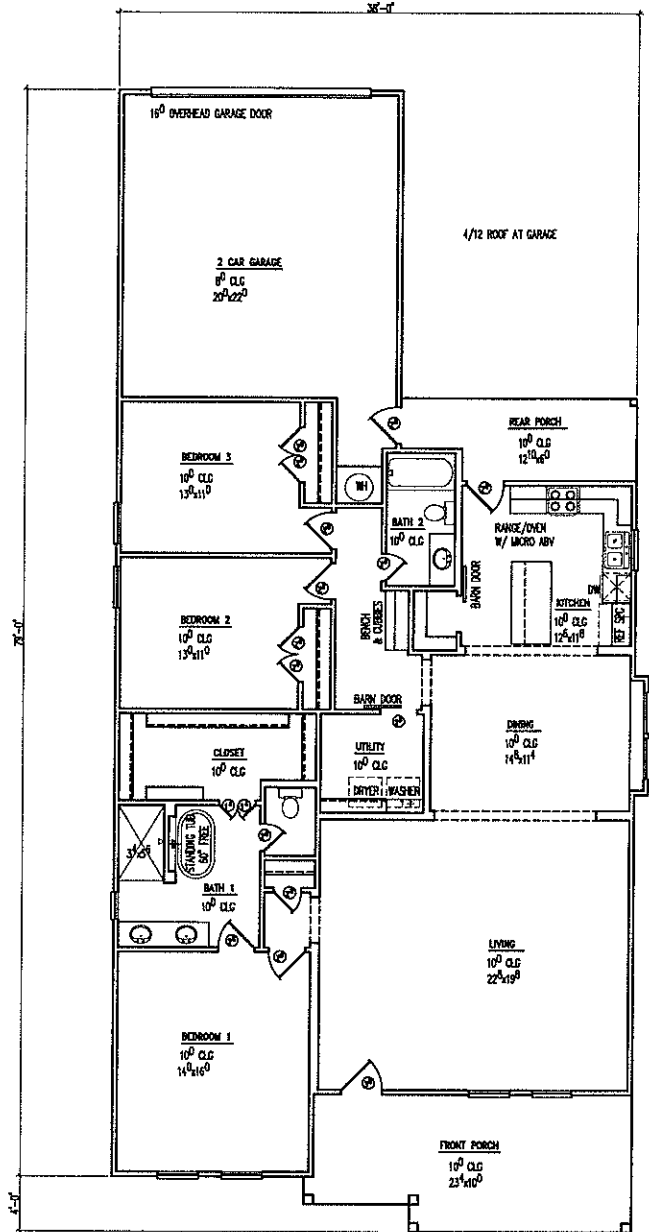 38'-0"
16⁰ OVERHEAD GARAGE DOOR
4/12 ROOF AT GARAGE
2 CAR GARAGE
8⁰ CLG
20⁰x22⁰
REAR PORCH
10⁰ CLG
12¹⁰x6⁰
BEDROOM 3
10⁰ CLG
13⁰x11⁰
WH
BATH 2
10⁰ CLG
RANGE/OVEN
W/ MICRO ABV
BARN DOOR
DW
KITCHEN
10⁰ CLG
12⁶x11⁸
REF SPC
BENCH
& CUBBIES
BEDROOM 2
10⁰ CLG
13⁰x11⁰
79'-0"
BARN DOOR
UTILITY
10⁰ CLG
DRYER
WASHER
DINING
10⁰ CLG
14⁸x11⁴
CLOSET
10⁰ CLG
STANDING TUB
60" FREE
BATH 1
10⁰ CLG
LIVING
10⁰ CLG
22⁸x19⁸
BEDROOM 1
10⁰ CLG
14⁰x16⁰
FRONT PORCH
10⁰ CLG
23⁴x10⁰
4'-0"